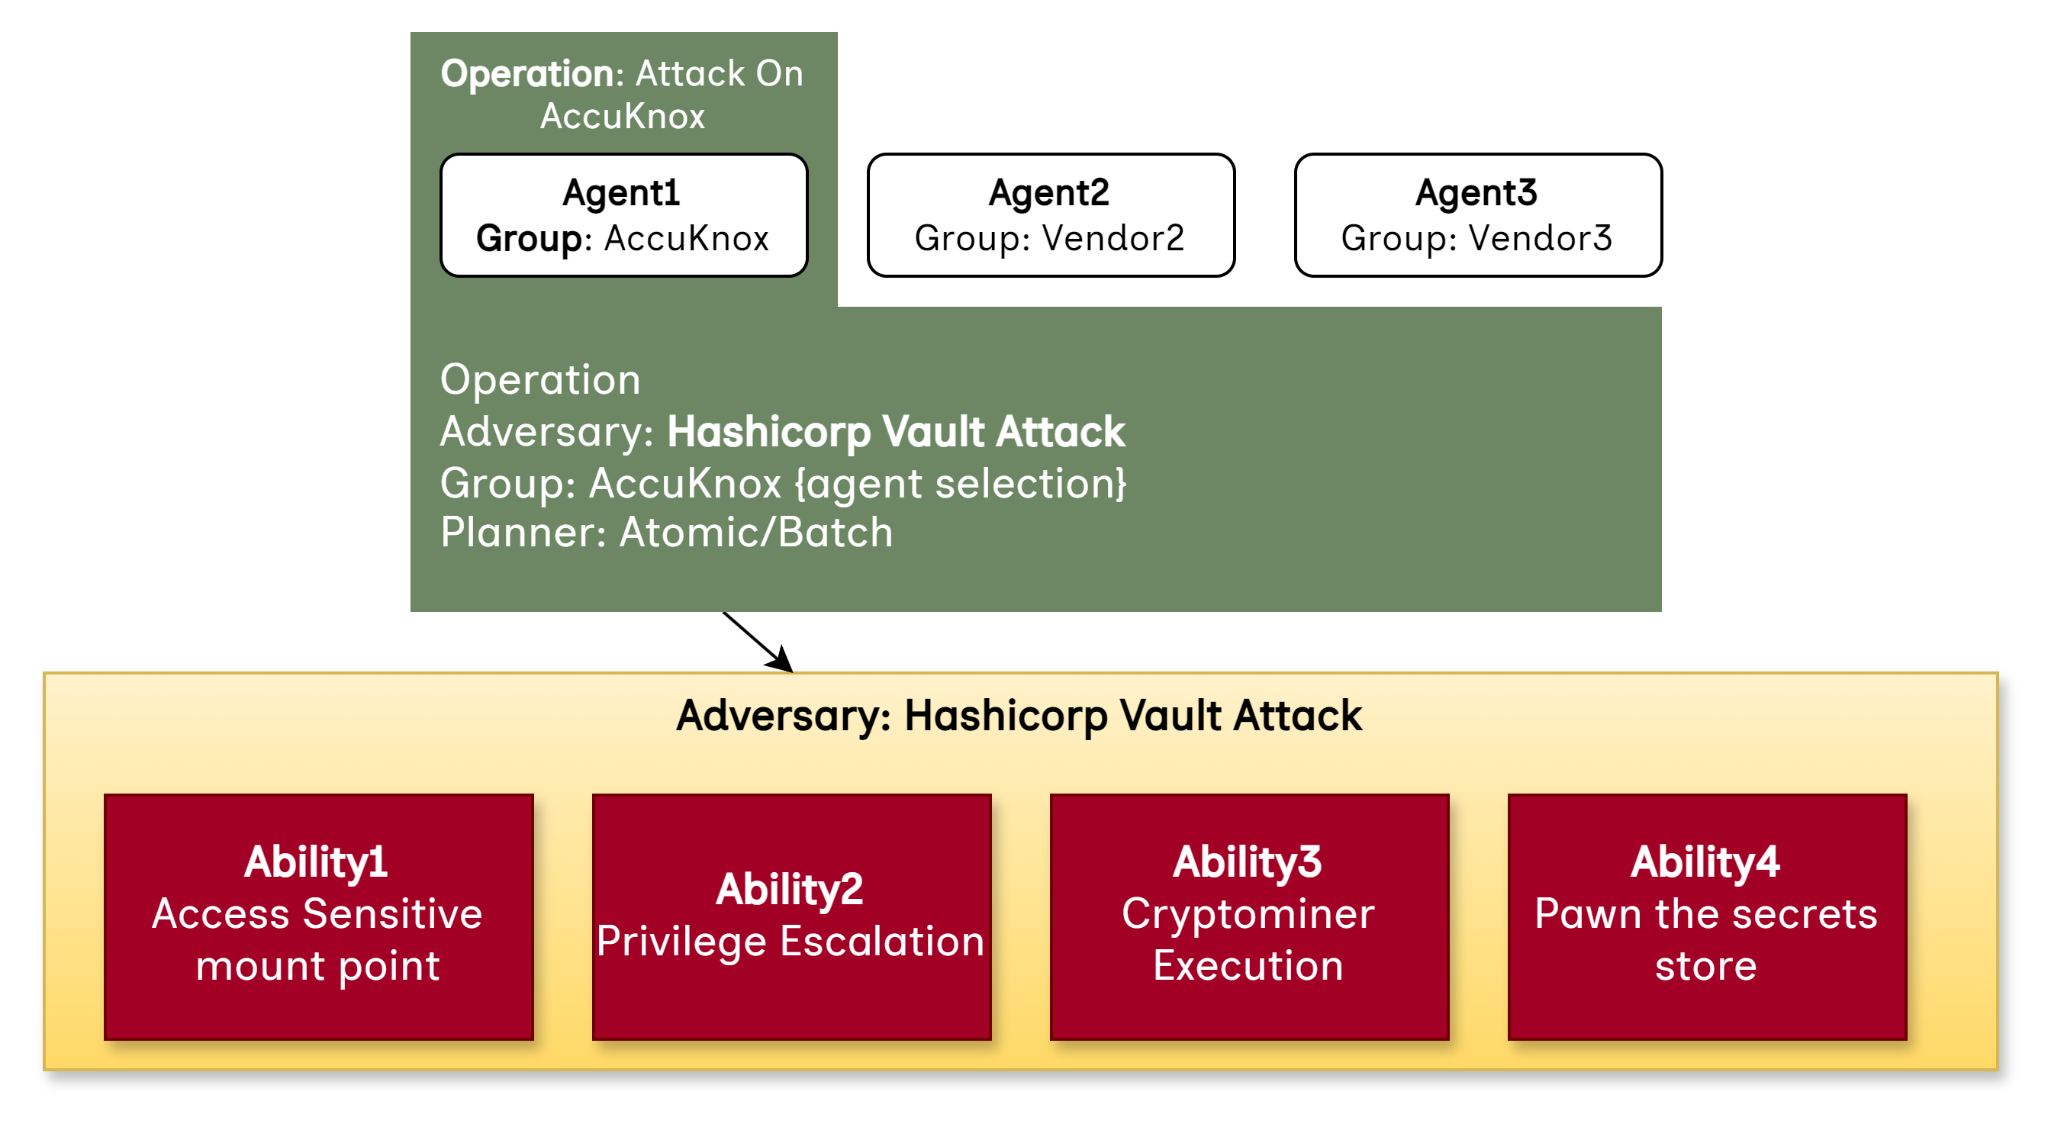 Operation: Attack On
AccuKnox
Agent1
Group: AccuKnox
Agent2
Group: Vendor2
Agent3
Group: Vendor3
Operation
Adversary: Hashicorp Vault Attack
Group: AccuKnox {agent selection}
Planner: Atomic/Batch
Adversary: Hashicorp Vault Attack
Ability1
Access Sensitive
mount point
Ability2
Privilege Escalation
Ability3
Cryptominer
Execution
Ability4
Pawn the secrets
store